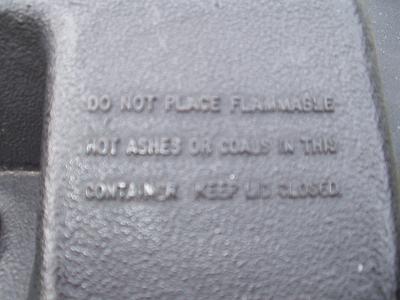 DO NOT PLACE FLAMMABLE
HOT ASHES OR COALS IN THIS
CONTAINER KEEP LID CLOSED.